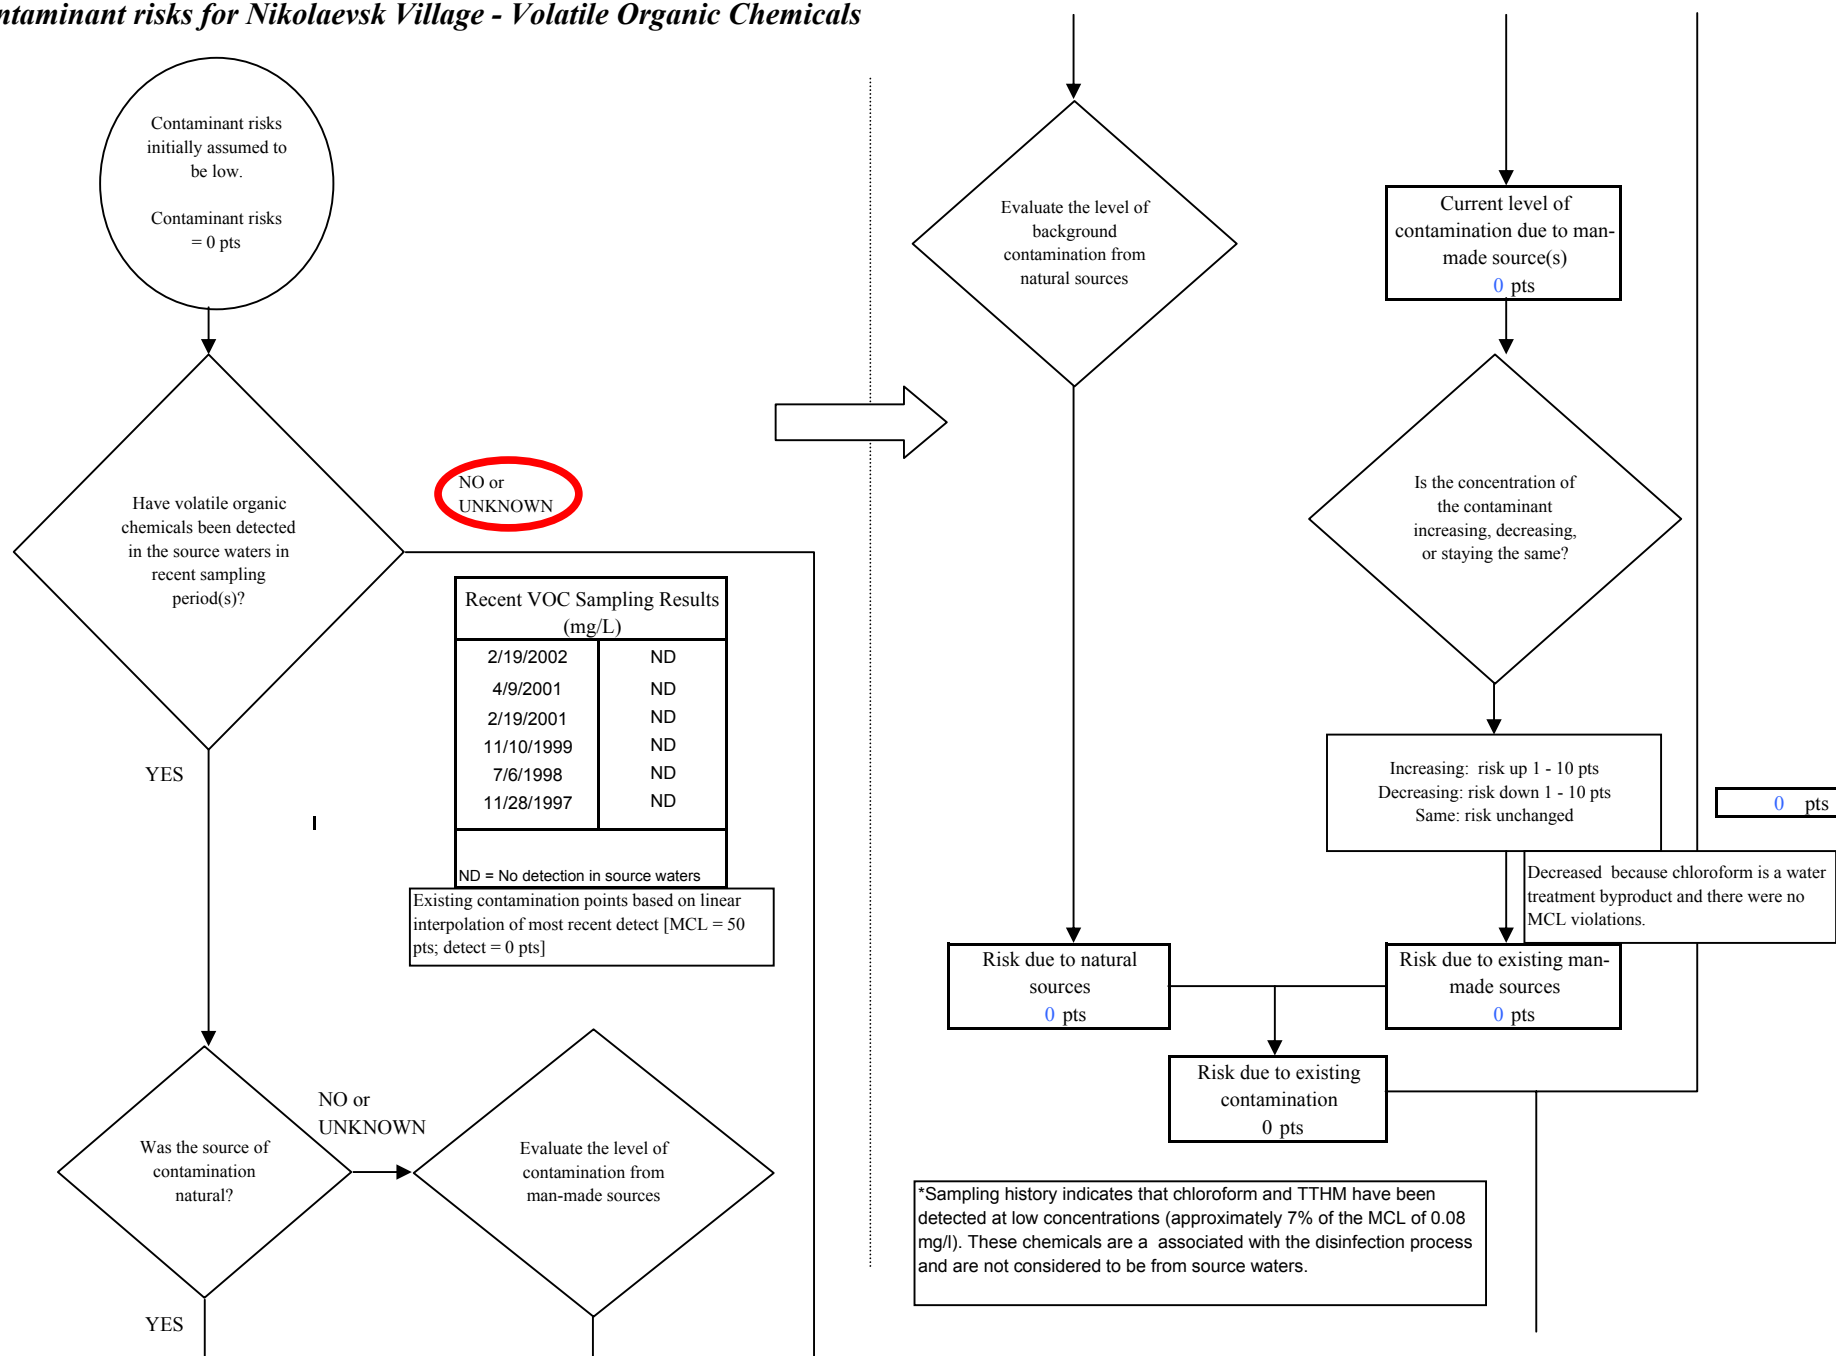 ntaminant risks for Nikolaevsk Village - Volatile Organic Chemicals
Contaminant risks
initially assumed to
be low.
Contaminant risks
= 0 pts
Have volatile organic
chemicals been detected
in the source waters in
recent sampling
period(s)?
NO or
UNKNOWN
Recent VOC Sampling Results
(mg/L)
2/19/2002 ND
4/9/2001 ND
2/19/2001 ND
11/10/1999 ND
7/6/1998 ND
11/28/1997 ND
ND = No detection in source waters
Existing contamination points based on linear
interpolation of most recent detect [MCL = 50
pts; detect = 0 pts]
YES
Was the source of
contamination
natural?
NO or
UNKNOWN
Evaluate the level of
contamination from
man-made sources
YES
Evaluate the level of
background
contamination from
natural sources
Current level of
contamination due to man-
made source(s)
0 pts
Is the concentration of
the contaminant
increasing, decreasing,
or staying the same?
Increasing: risk up 1 - 10 pts
Decreasing: risk down 1 - 10 pts
Same: risk unchanged
0 pts
Decreased because chloroform is a water
treatment byproduct and there were no
MCL violations.
Risk due to natural
sources
0 pts
Risk due to existing man-
made sources
0 pts
Risk due to existing
contamination
0 pts
*Sampling history indicates that chloroform and TTHM have been
detected at low concentrations (approximately 7% of the MCL of 0.08
mg/l). These chemicals are a associated with the disinfection process
and are not considered to be from source waters.